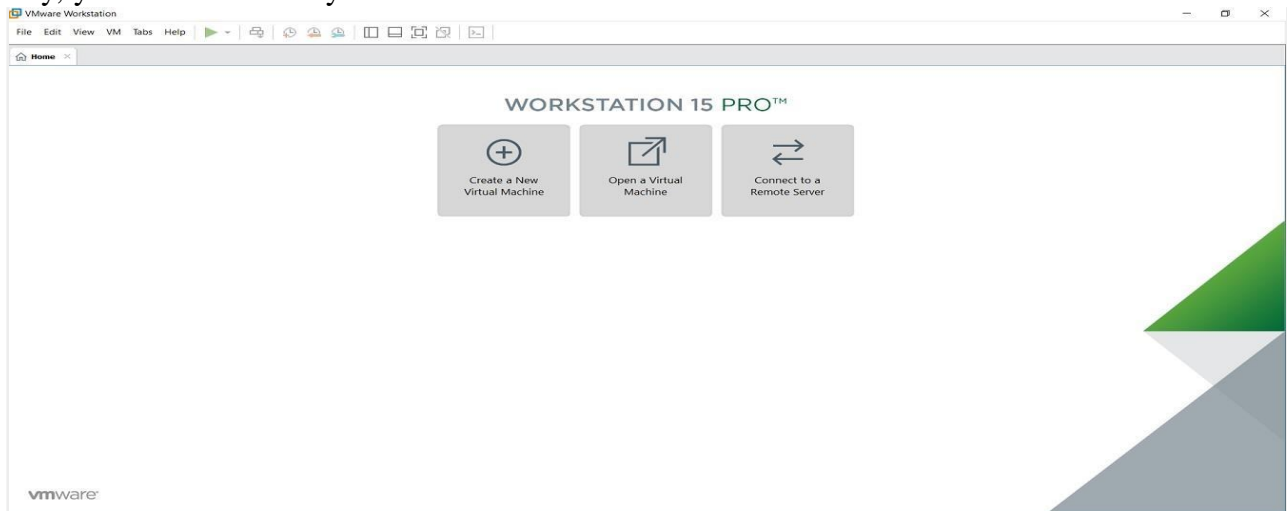 VMware Workstation
File Edit View VM Tabs Help
Home
WORKSTATION 15 PRO™
Create a New
Virtual Machine
Open a Virtual
Machine
Connect to a
Remote Server
vmware